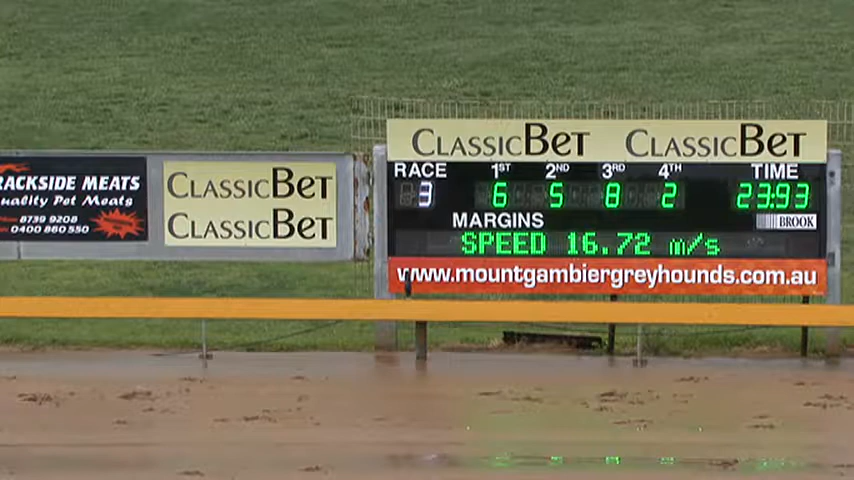 RACKSIDE MEATS
uality Pet Meats
8739 9208
0400 860 550
CLASSICBET
CLASSICBET
CLASSICBET CLASSICBET
RACE 1ST 2ND 3RD 4TH TIME
3 6 5 8 2 23:93
MARGINS BROOK
SPEED 16.72 m/s
www.mountgambiergreyhounds.com.au